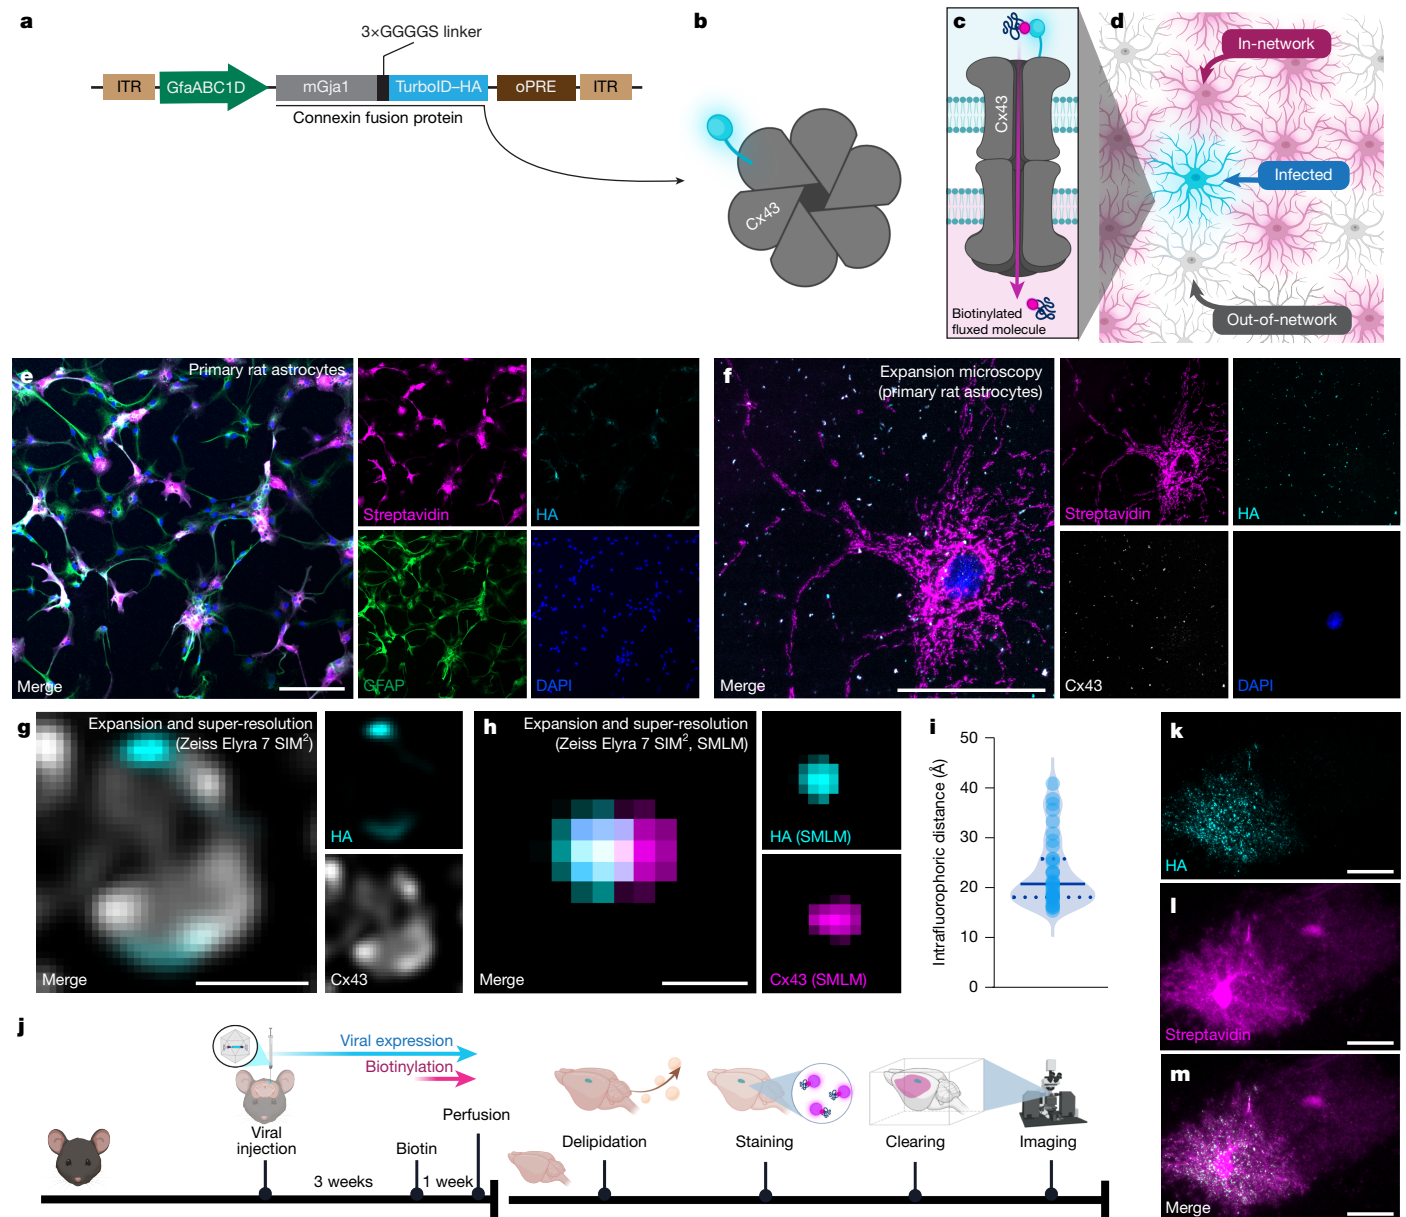 a
3×GGGGS linker
ITR
GfaABC1D
mGja1
TurboID–HA
oPRE
ITR
Connexin fusion protein
b
Cx43
c
Cx43
Biotinylated
fluxed molecule
d
In-network
Infected
Out-of-network
e
Primary rat astrocytes
Merge
Streptavidin
HA
GFAP
DAPI
f
Expansion microscopy
(primary rat astrocytes)
Merge
Streptavidin
HA
Cx43
DAPI
g
Expansion and super-resolution
(Zeiss Elyra 7 SIM²)
Merge
HA
Cx43
h
Expansion and super-resolution
(Zeiss Elyra 7 SIM², SMLM)
Merge
HA (SMLM)
Cx43 (SMLM)
i
Intrafluorophoric distance (Å)
50
40
30
20
10
0
k
HA
l
Streptavidin
m
Merge
j
Viral expression
Biotinylation
Perfusion
Viral
injection
Biotin
3 weeks
1 week
Delipidation
Staining
Clearing
Imaging